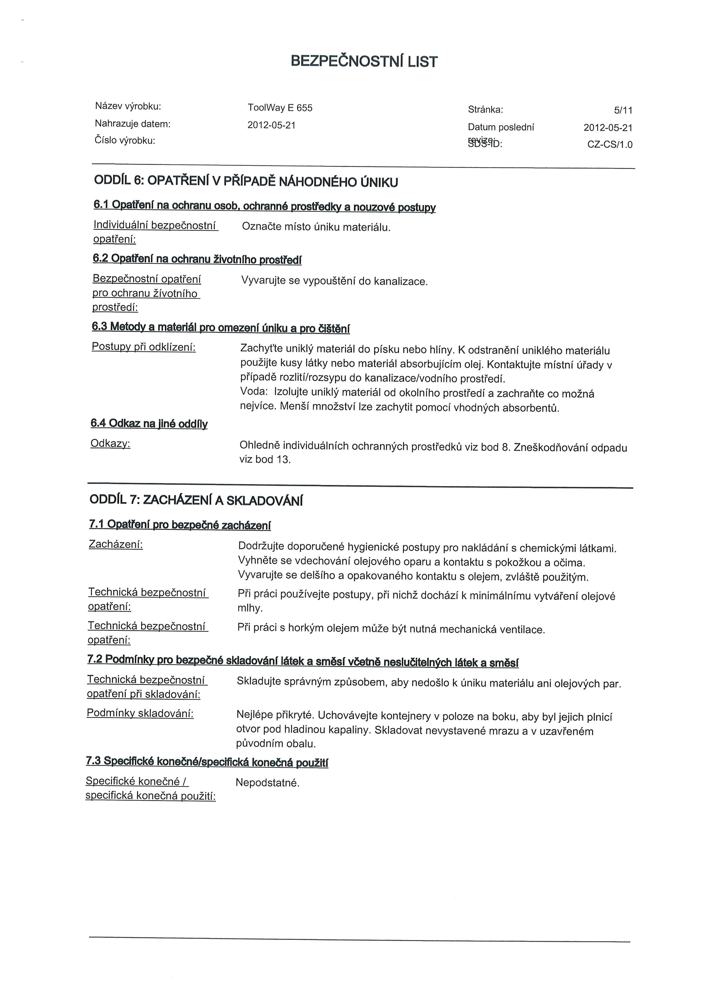 BEZPEČNOSTNÍ LIST
Název výrobku: ToolWay E 655 Stránka: 5/11
Nahrazuje datem: 2012-05-21 Datum poslední revize: 2012-05-21
Číslo výrobku: SDS-ID: CZ-CS/1.0
ODDÍL 6: OPATŘENÍ V PŘÍPADĚ NÁHODNÉHO ÚNIKU
6.1 Opatření na ochranu osob, ochranné prostředky a nouzové postupy
Individuální bezpečnostní Označte místo úniku materiálu.
opatření:
6.2 Opatření na ochranu životního prostředí
Bezpečnostní opatření Vyvarujte se vypouštění do kanalizace.
pro ochranu žívotního
prostředí:
6.3 Metody a materiál pro omezení úniku a pro čištění
Postupy při odklízení: Zachyťte uniklý materiál do písku nebo hlíny. K odstranění uniklého materiálu
použijte kusy látky nebo materiál absorbujícím olej. Kontaktujte místní úřady v
případě rozlití/rozsypu do kanalizace/vodního prostředí.
Voda: Izolujte uniklý materiál od okolního prostředí a zachraňte co možná
nejvíce. Menší množství lze zachytit pomocí vhodných absorbentů.
6.4 Odkaz na jiné oddíly
Odkazy: Ohledně individuálních ochranných prostředků viz bod 8. Zneškodňování odpadu
viz bod 13.
ODDÍL 7: ZACHÁZENÍ A SKLADOVÁNÍ
7.1 Opatření pro bezpečné zacházení
Zacházení: Dodržujte doporučené hygienické postupy pro nakládání s chemickými látkami.
Vyhněte se vdechování olejového oparu a kontaktu s pokožkou a očima.
Vyvarujte se delšího a opakovaného kontaktu s olejem, zvláště použitým.
Technická bezpečnostní Při práci používejte postupy, při nichž dochází k minimálnímu vytváření olejové
opatření: mlhy.
Technická bezpečnostní Při práci s horkým olejem může být nutná mechanická ventilace.
opatření:
7.2 Podmínky pro bezpečné skladování látek a směsí včetně neslučitelných látek a směsí
Technická bezpečnostní Skladujte správným způsobem, aby nedošlo k úniku materiálu ani olejových par.
opatření při skladování:
Podmínky skladování: Nejlépe přikryté. Uchovávejte kontejnery v poloze na boku, aby byl jejich plnicí
otvor pod hladinou kapaliny. Skladovat nevystavené mrazu a v uzavřeném
původním obalu.
7.3 Specifické konečné/specifická konečná použití
Specifické konečné / Nepodstatné.
specifická konečná použití: